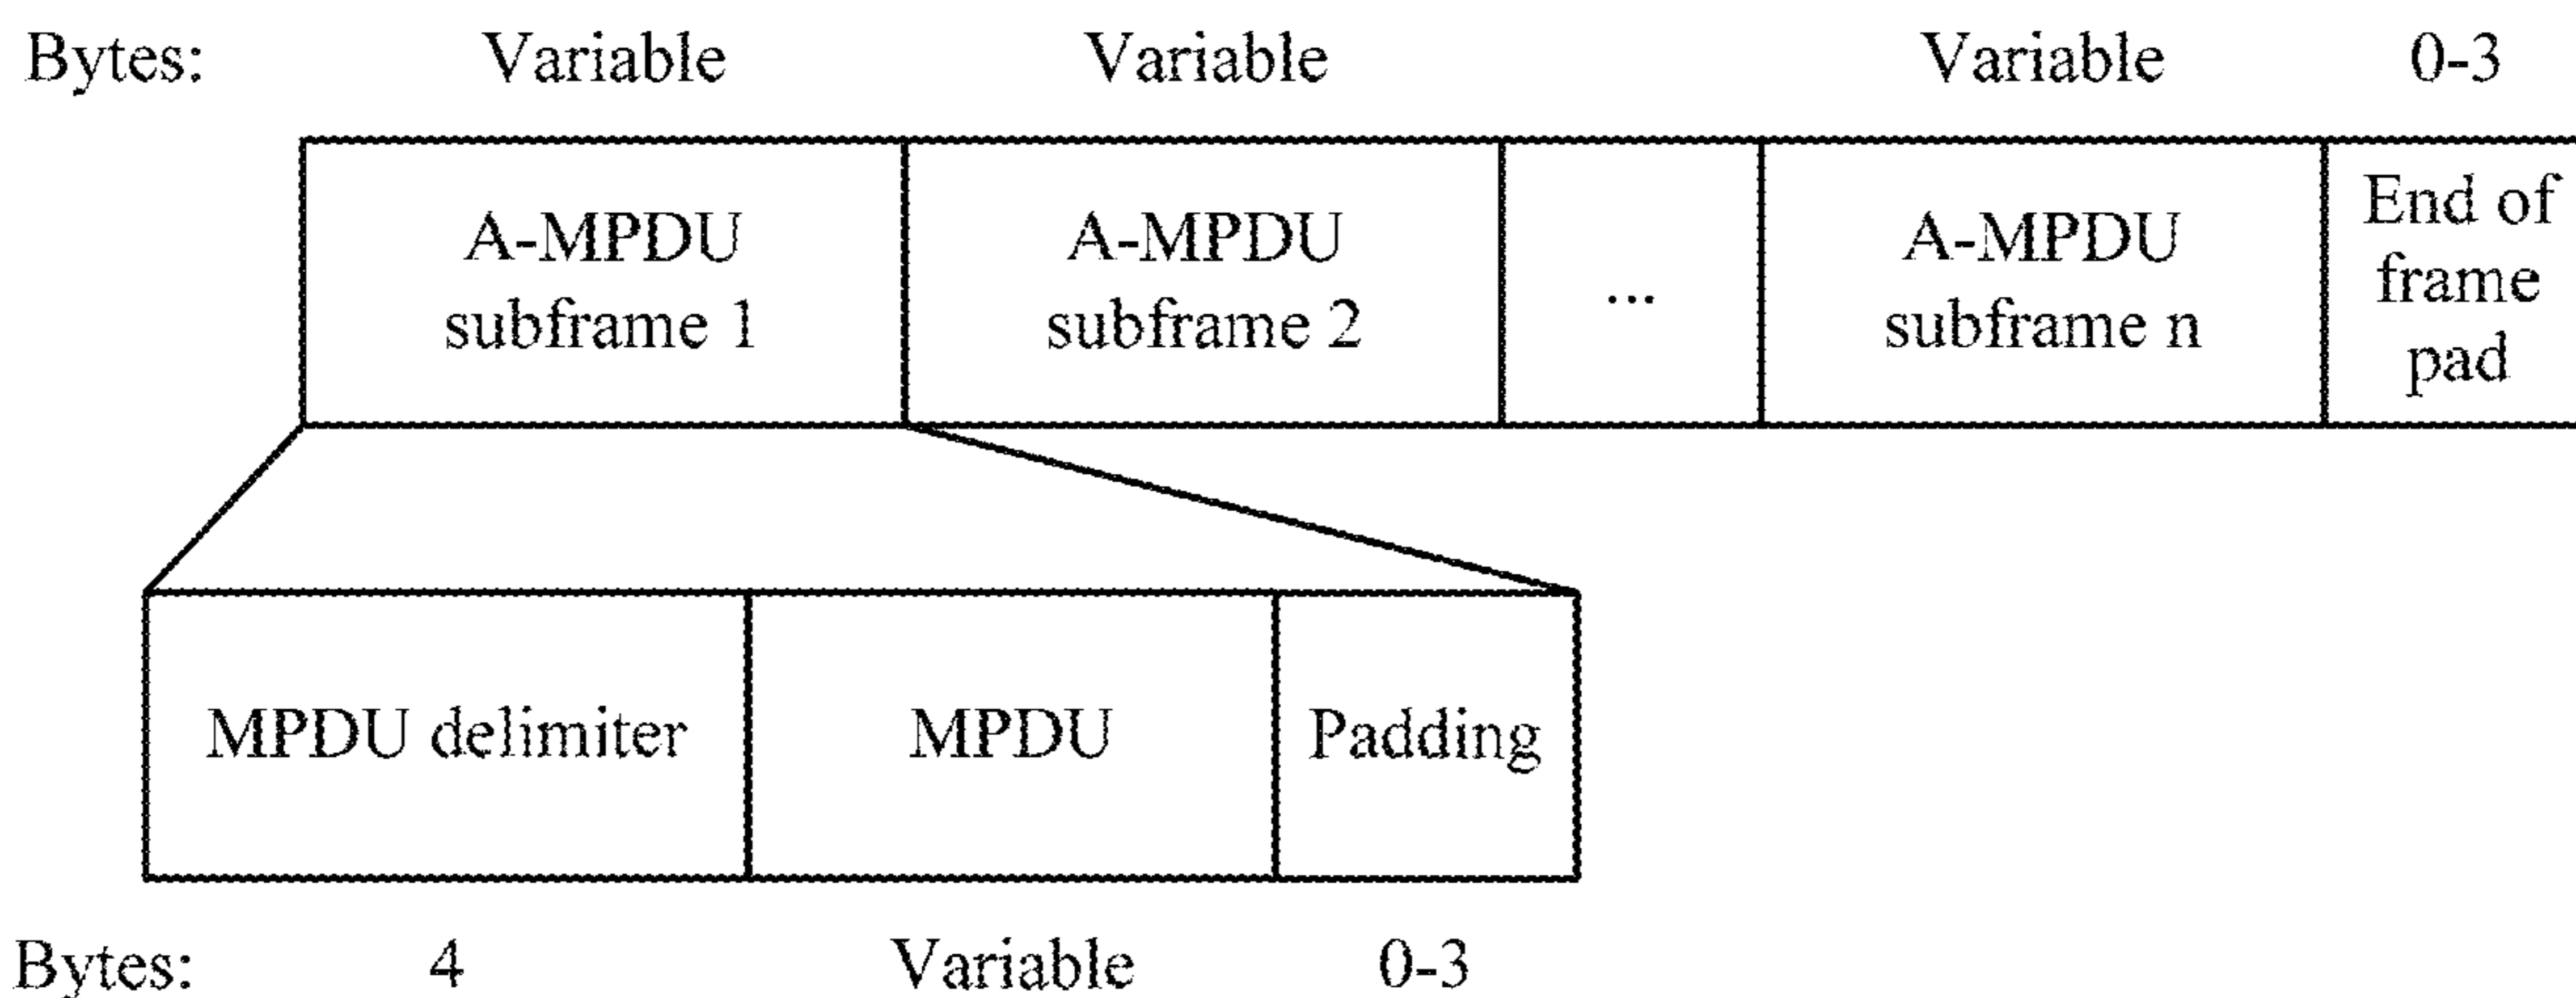 Bytes: Variable Variable Variable 0-3
A-MPDU subframe 1
A-MPDU subframe 2
...
A-MPDU subframe n
End of frame pad
MPDU delimiter MPDU Padding
Bytes: 4 Variable 0-3